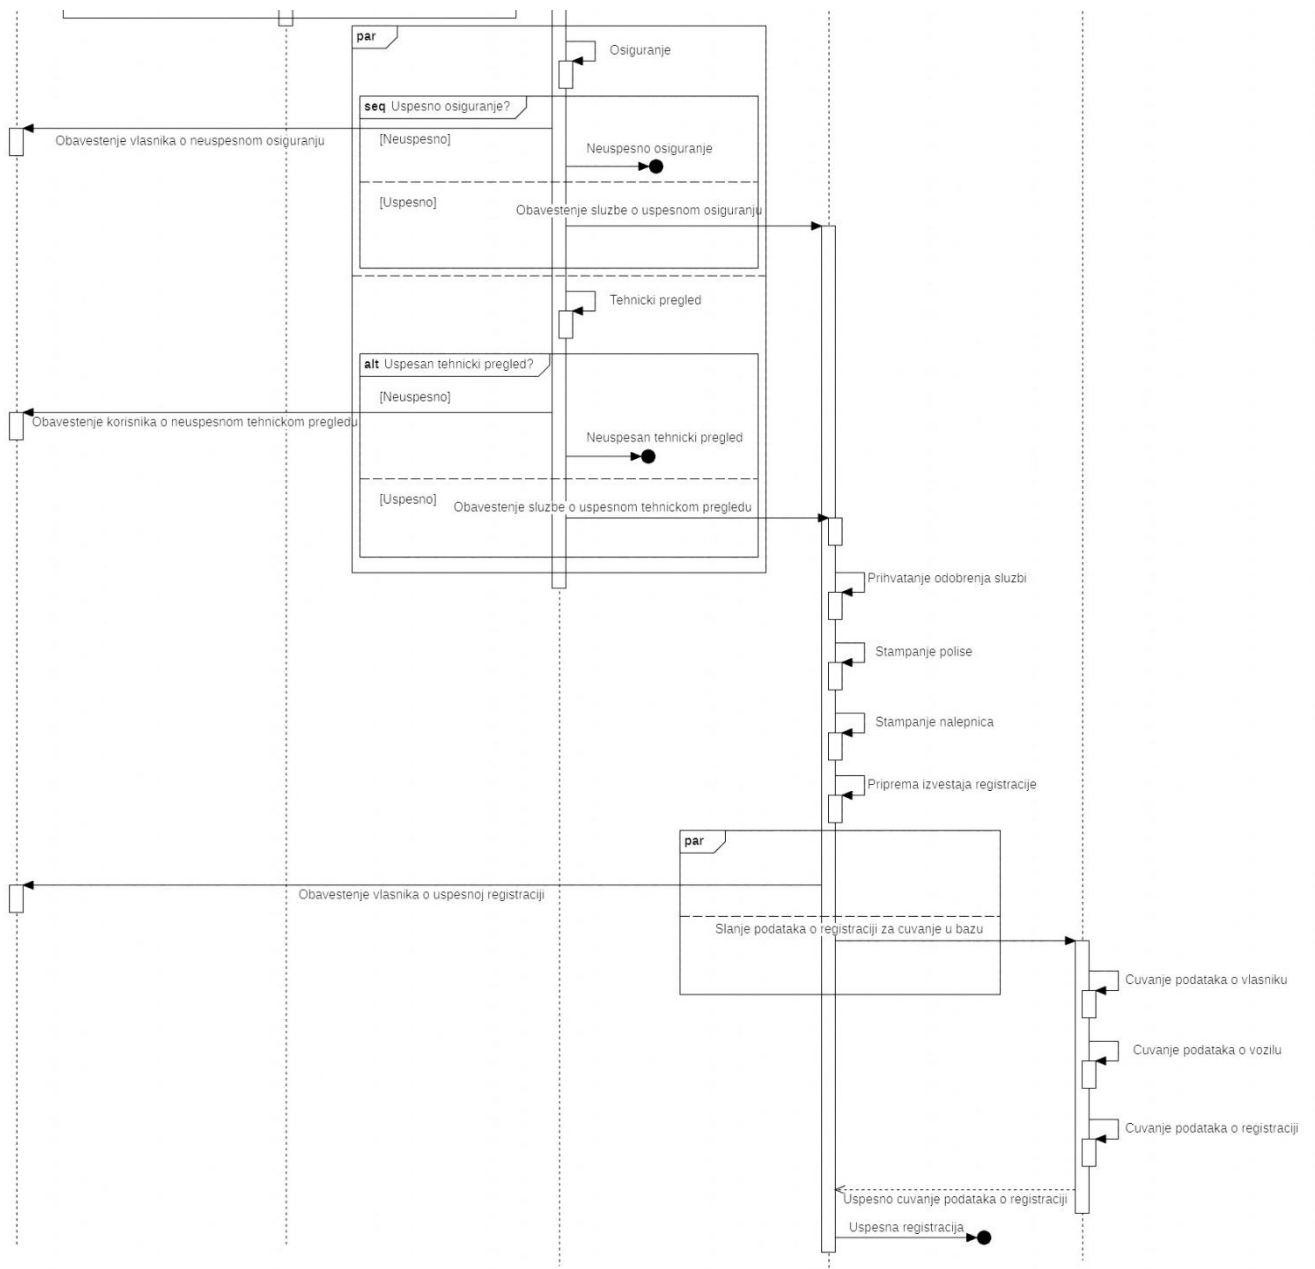 par
Osiguranje
seq Uspesno osiguranje?
Obavestenje vlasnika o neuspesnom osiguranju
[Neuspesno]
Neuspesno osiguranje
[Uspesno]
Obavestenje sluzbe o uspesnom osiguranju
Tehnicki pregled
alt Uspesan tehnicki pregled?
[Neuspesno]
Obavestenje korisnika o neuspesnom tehnickom pregledu
Neuspesan tehnicki pregled
[Uspesno]
Obavestenje sluzbe o uspesnom tehnickom pregledu
Prihvatanje odobrenja sluzbi
Stampanje polise
Stampanje nalepnica
Priprema izvestaja registracije
par
Obavestenje vlasnika o uspesnoj registraciji
Slanje podataka o registraciji za cuvanje u bazu
Cuvanje podataka o vlasniku
Cuvanje podataka o vozilu
Cuvanje podataka o registraciji
Uspesno cuvanje podataka o registraciji
Uspesna registracija